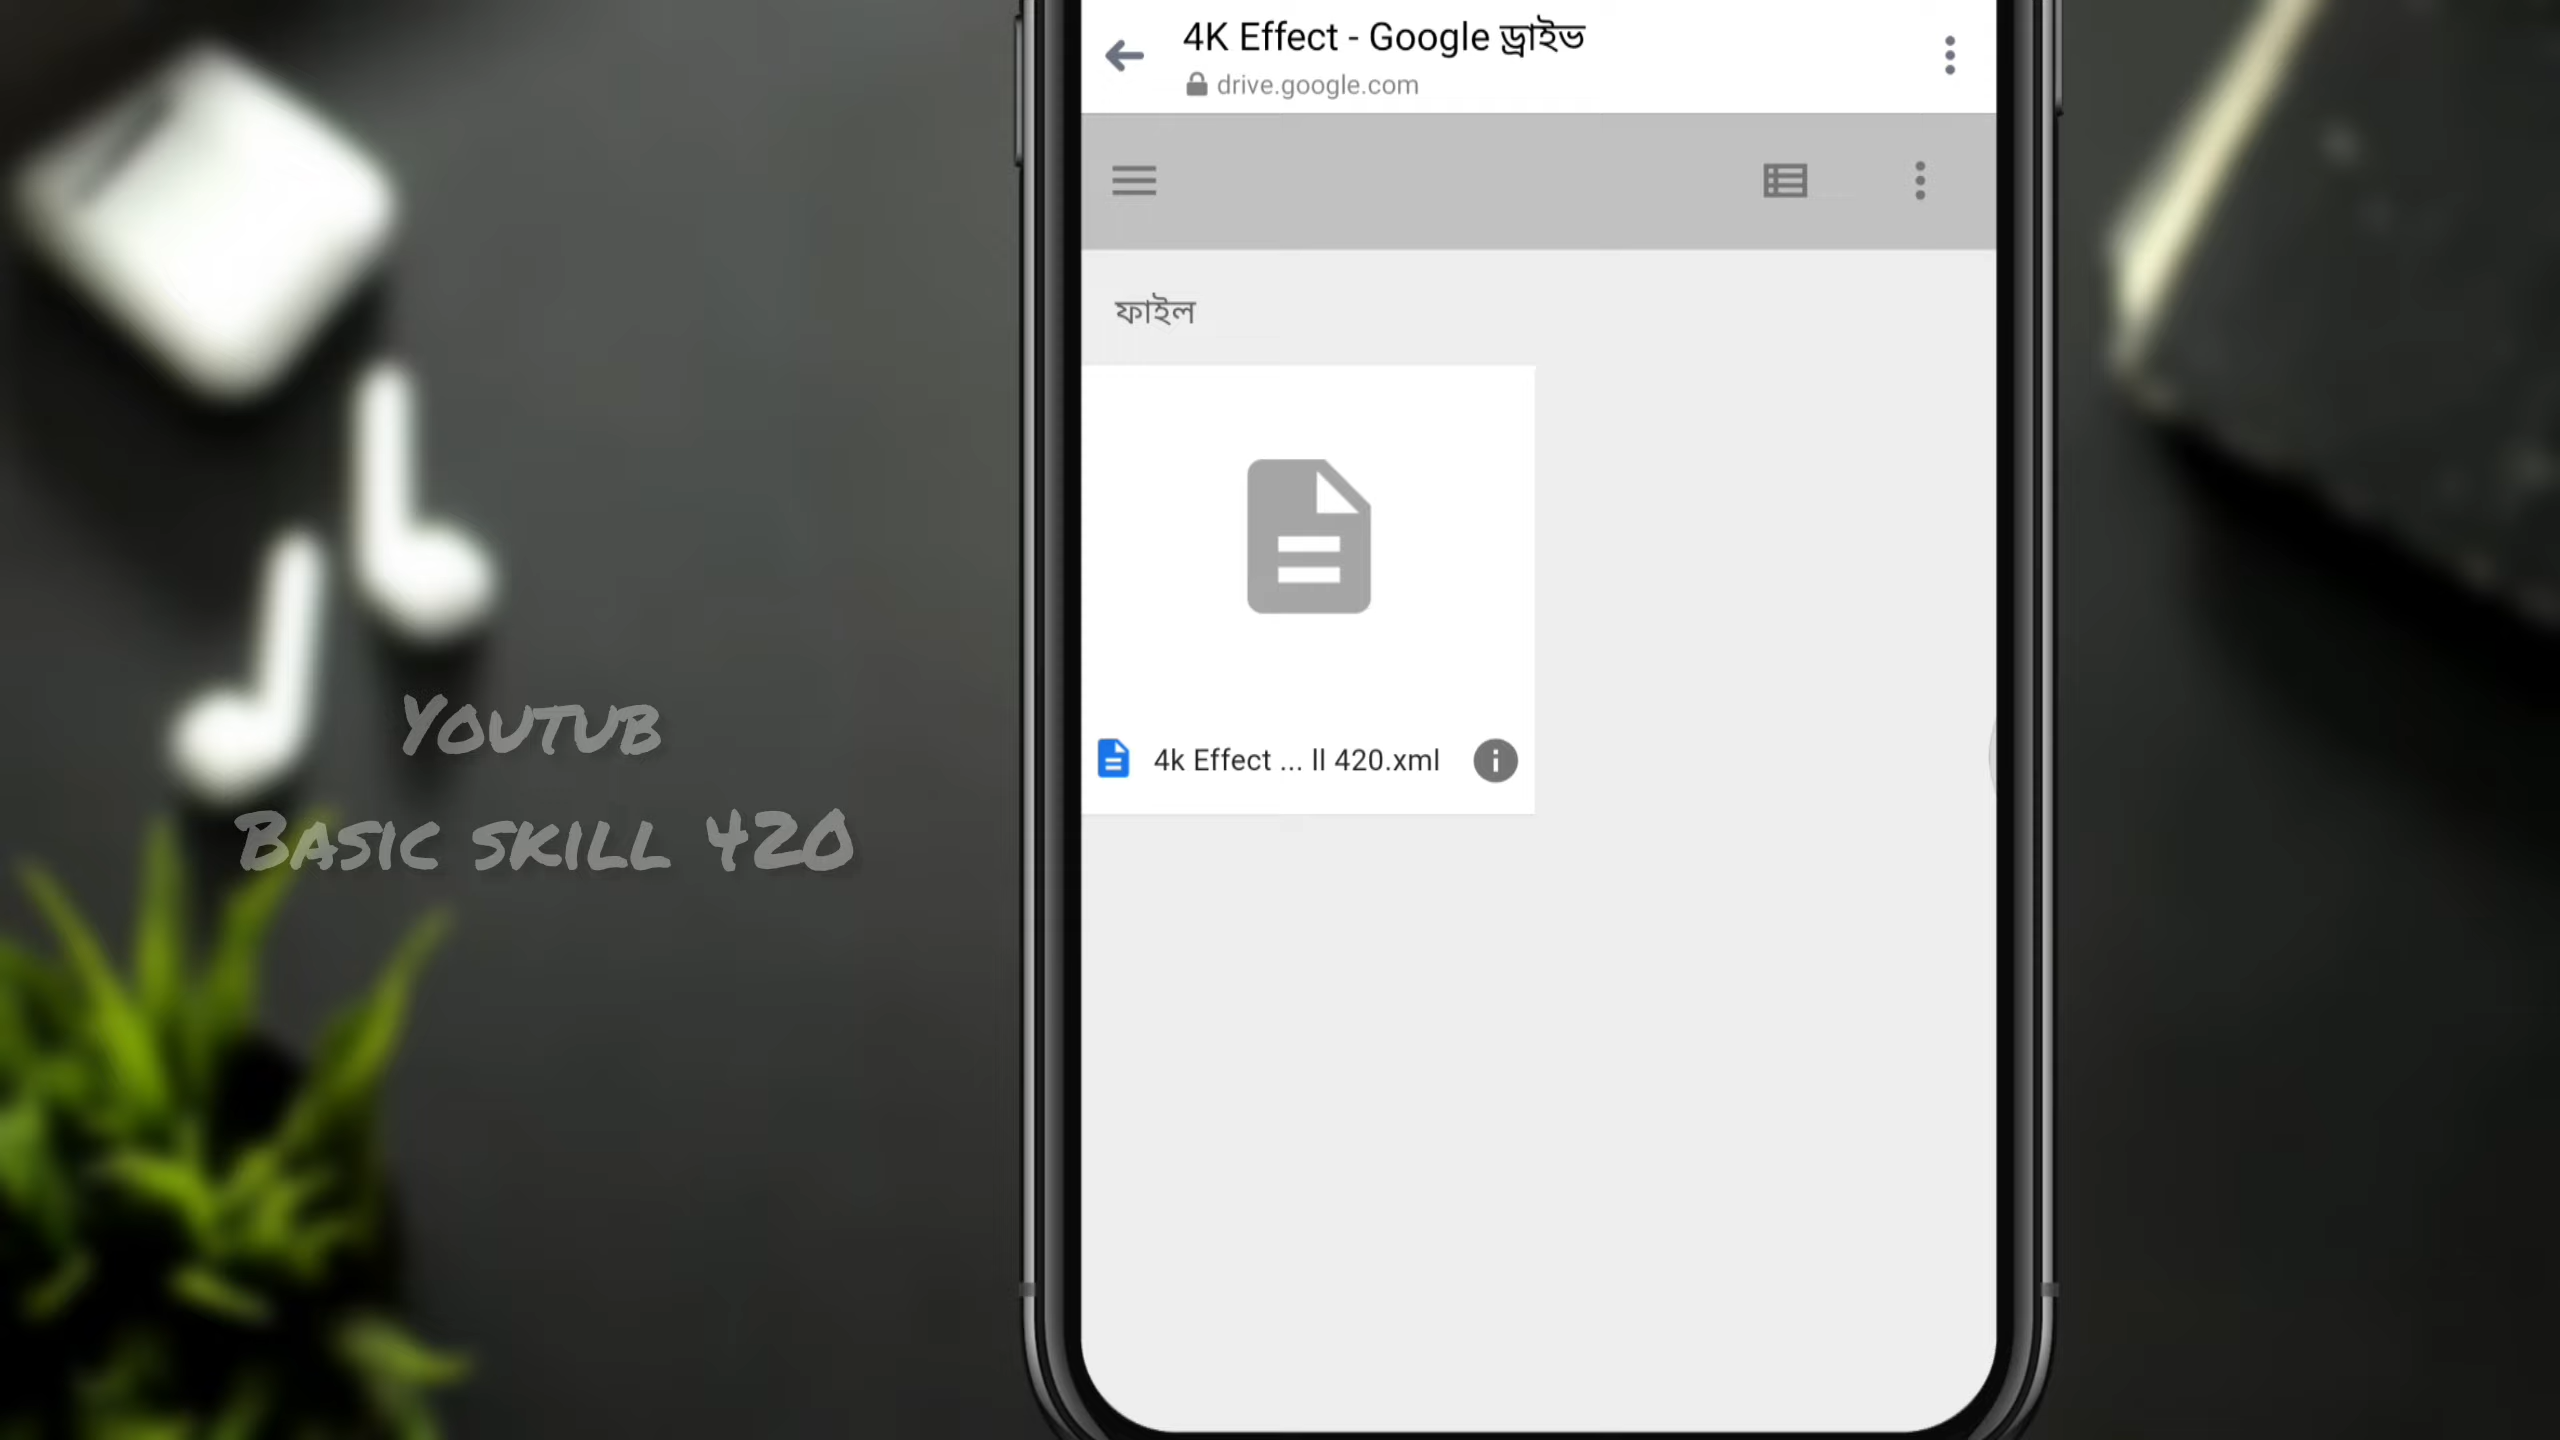 4K Effect - Google ড্রাইভ
drive.google.com
ফাইল
4k Effect ... ll 420.xml
Youtub
Basic skill 420